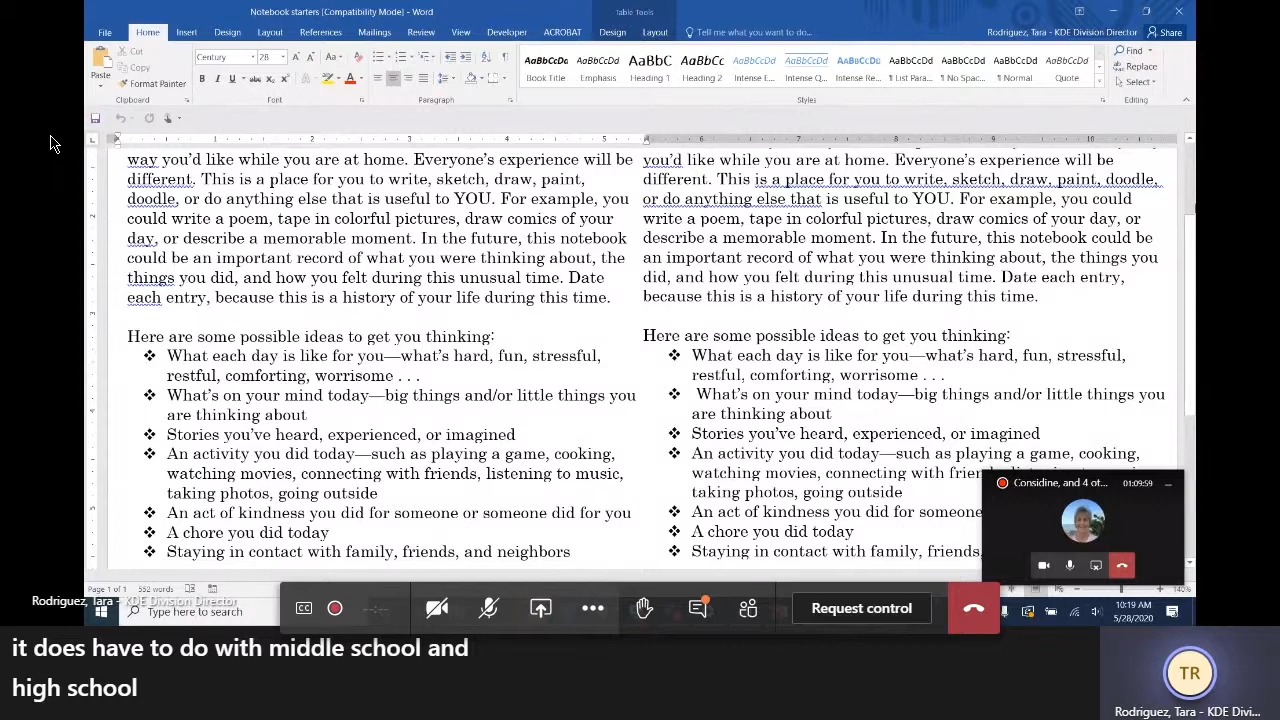 Notebook starters [Compatibility Mode] - Word
Table Tools
File Home Insert Design Layout References Mailings Review View Developer ACROBAT Design Layout Tell me what you want to do... Rodriguez, Tara - KDE Division Director Share
Paste
Cut
Copy
Format Painter
Clipboard
Century 28
Font
Paragraph
AaBbCcDd AaBbCcDd AaBbC AaBbCc AaBbCcDd AaBbCcDd AaBbCcDd AaBbCcDd AaBbCcDd AaBbCcDd AaBbCcDd
Book Title Emphasis Heading 1 Heading 2 Intense E... Intense Q... Intense Re... ¶ List Para... ¶ No Spac... ¶ Normal Quote
Styles
Find
Replace
Select
Editing
way you'd like while you are at home. Everyone's experience will be
different. This is a place for you to write, sketch, draw, paint,
doodle, or do anything else that is useful to YOU. For example, you
could write a poem, tape in colorful pictures, draw comics of your
day, or describe a memorable moment. In the future, this notebook
could be an important record of what you were thinking about, the
things you did, and how you felt during this unusual time. Date
each entry, because this is a history of your life during this time.
Here are some possible ideas to get you thinking:
❖ What each day is like for you—what's hard, fun, stressful,
restful, comforting, worrisome . . .
❖ What's on your mind today—big things and/or little things you
are thinking about
❖ Stories you've heard, experienced, or imagined
❖ An activity you did today—such as playing a game, cooking,
watching movies, connecting with friends, listening to music,
taking photos, going outside
❖ An act of kindness you did for someone or someone did for you
❖ A chore you did today
❖ Staying in contact with family, friends, and neighbors
you'd like while you are at home. Everyone's experience will be
different. This is a place for you to write, sketch, draw, paint, doodle,
or do anything else that is useful to YOU. For example, you could
write a poem, tape in colorful pictures, draw comics of your day, or
describe a memorable moment. In the future, this notebook could be
an important record of what you were thinking about, the things you
did, and how you felt during this unusual time. Date each entry,
because this is a history of your life during this time.
Here are some possible ideas to get you thinking:
❖ What each day is like for you—what's hard, fun, stressful,
restful, comforting, worrisome . . .
❖ What's on your mind today—big things and/or little things you
are thinking about
❖ Stories you've heard, experienced, or imagined
❖ An activity you did today—such as playing a game, cooking,
watching movies, connecting with
taking photos, going outside
❖ An act of kindness you did for someone
❖ A chore you did today
❖ Staying in contact with family, friends,
Considine, and 4 ot... 01:09:59
Page 1 of 1 552 words
140%
Rodriguez, Tara - KDE Division Director
Type here to search
CC
Request control
10:19 AM
5/28/2020
it does have to do with middle school and
high school
TR
Rodriguez, Tara - KDE Divi...